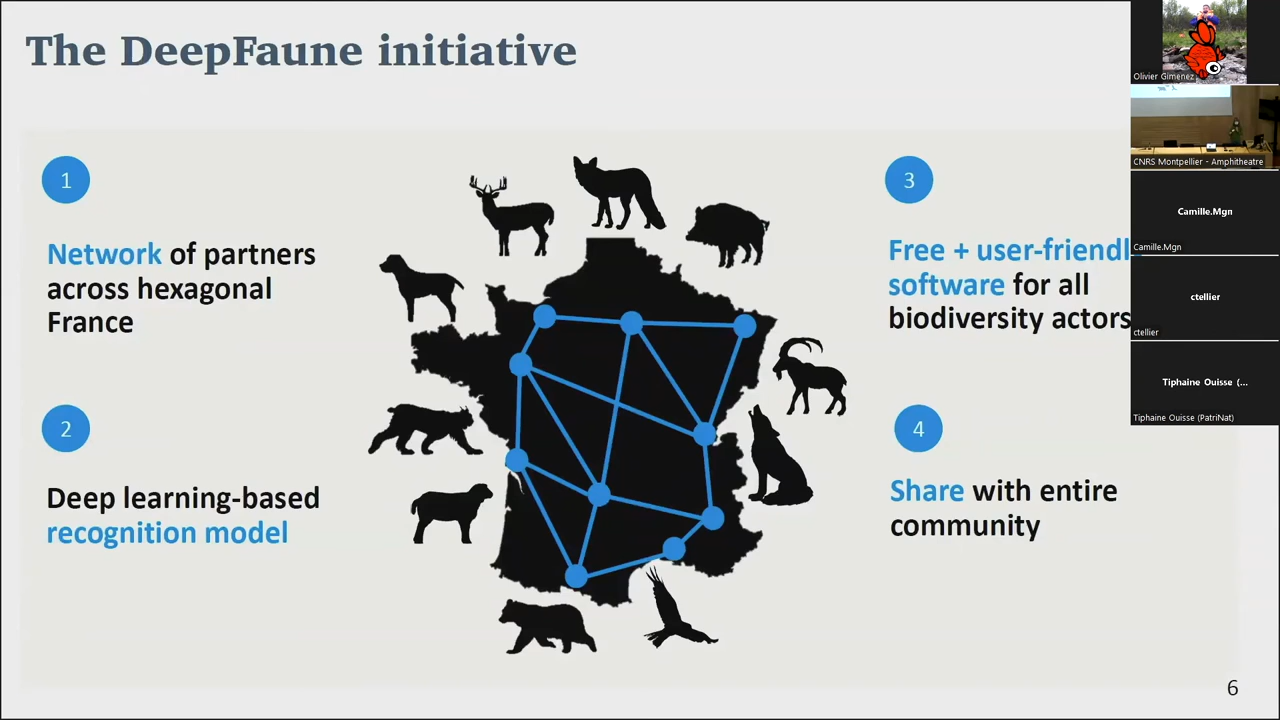 The DeepFaune initiative
1
Network of partners
across hexagonal
France
2
Deep learning-based
recognition model
3
Free + user-friendl
software for all
biodiversity actors
4
Share with entire
community
6
Olivier Gimenez
CNRS Montpellier - Amphitheatre
Camille.Mgn
Camille.Mgn
ctellier
ctellier
Tiphaine Ouisse (...
Tiphaine Ouisse (PatriNat)